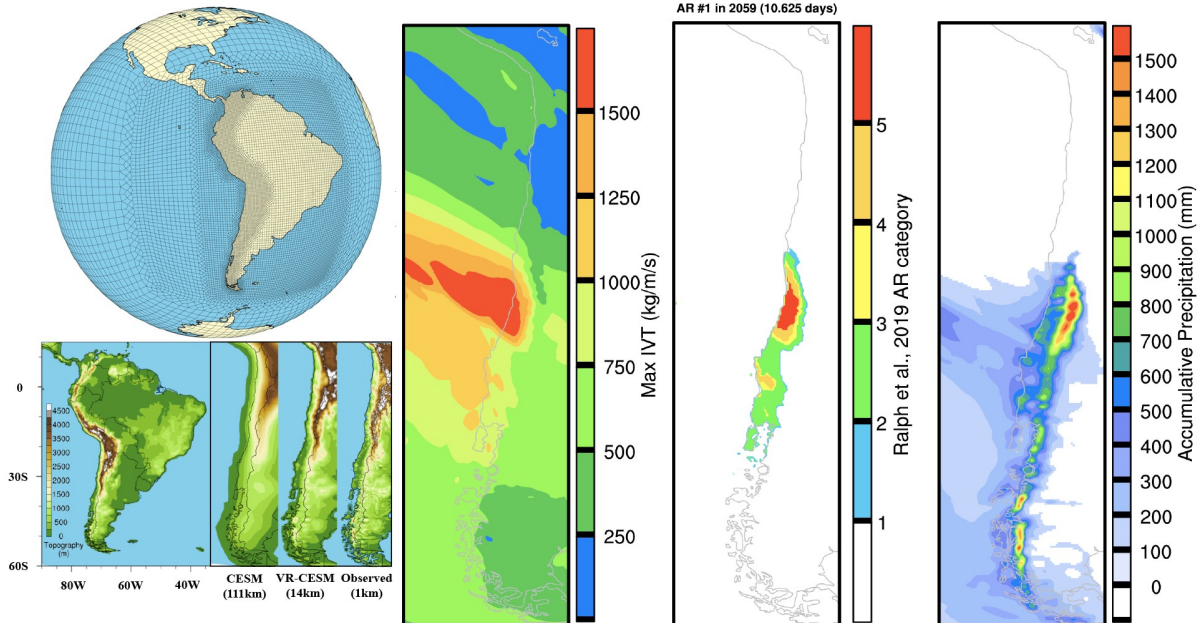 AR #1 in 2059 (10.625 days)
0
30S
60S
80W
60W
40W
4500
4000
3500
3000
2500
2000
1500
1000
500
0
Topography
(m)
CESM
(111km)
VR-CESM
(14km)
Observed
(1km)
1500
1250
1000
750
500
250
Max IVT (kg/m/s)
5
4
3
2
1
Ralph et al., 2019 AR category
1500
1400
1300
1200
1100
1000
900
800
700
600
500
400
300
200
100
0
Accumulative Precipitation (mm)